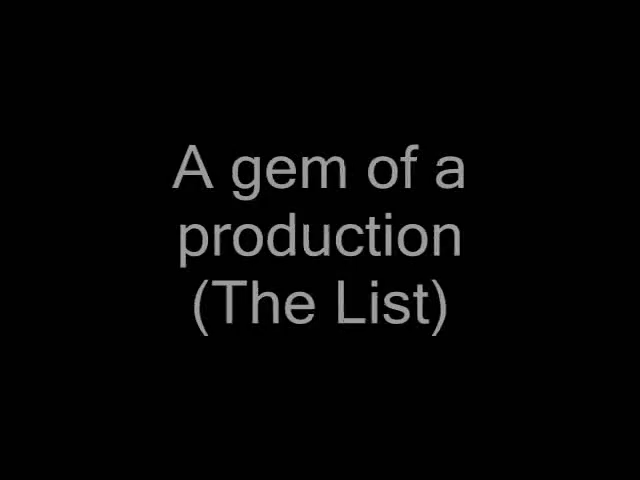 A gem of a
production
(The List)